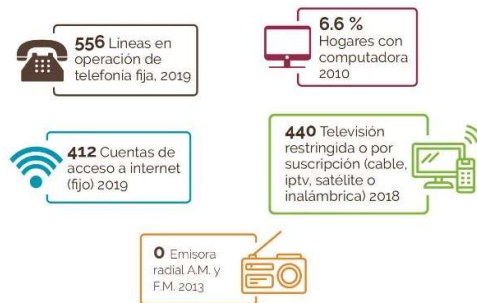 556 Lineas en
operación de
telefonía fija, 2019
6.6 %
Hogares con
computadora
2010
412 Cuentas de
acceso a internet
(fijo) 2019
440 Televisión
restringida o por
suscripción (cable,
iptv, satélite o
inalámbrica) 2018
0 Emisora
radial A.M. y
F.M. 2013